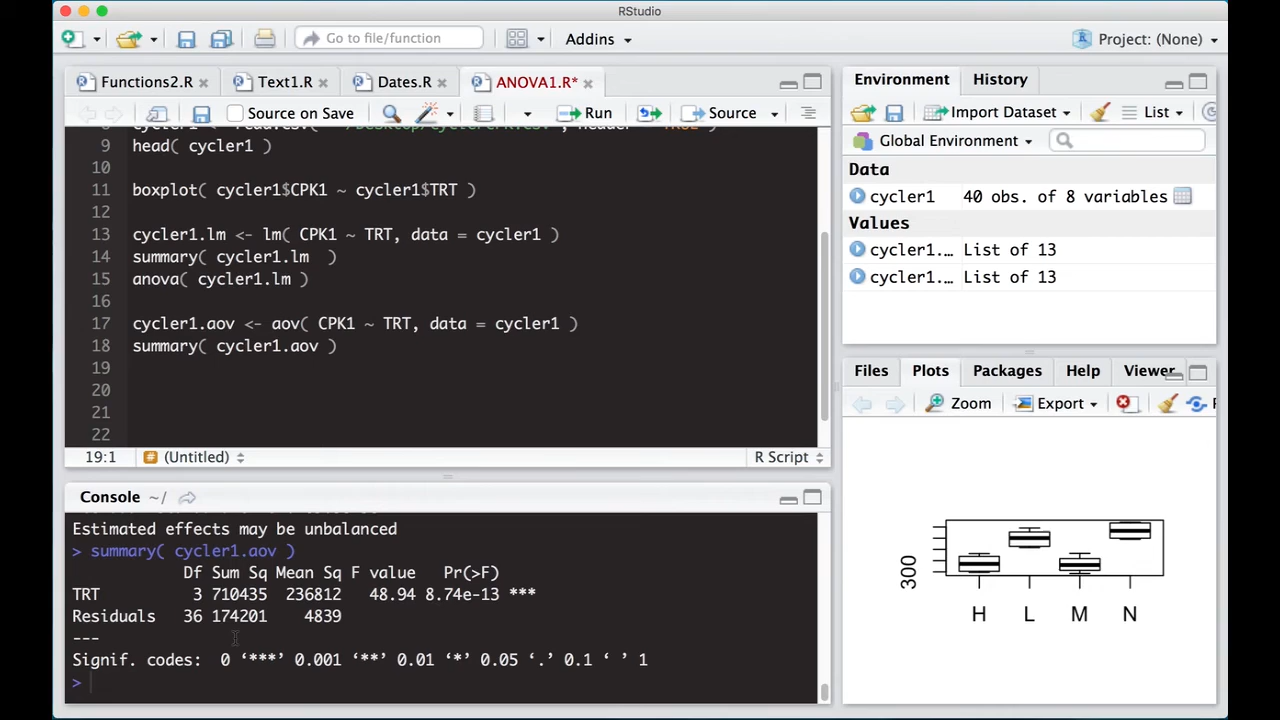 RStudio
Go to file/function
Addins
Project: (None)
Functions2.R
Text1.R
Dates.R
ANOVA1.R*
Source on Save
Run
Source
9 head( cycler1 )
10
11 boxplot( cycler1$CPK1 ~ cycler1$TRT )
12
13 cycler1.lm <- lm( CPK1 ~ TRT, data = cycler1 )
14 summary( cycler1.lm  )
15 anova( cycler1.lm )
16
17 cycler1.aov <- aov( CPK1 ~ TRT, data = cycler1 )
18 summary( cycler1.aov )
19
20
21
22
19:1 (Untitled) R Script
Console ~/
Estimated effects may be unbalanced
> summary( cycler1.aov )
Df Sum Sq Mean Sq F value Pr(>F)
TRT 3 710435 236812 48.94 8.74e-13 ***
Residuals 36 174201 4839
---
Signif. codes:  0 ‘***’ 0.001 ‘**’ 0.01 ‘*’ 0.05 ‘.’ 0.1 ‘ ’ 1
>
Environment History
Import Dataset
List
Global Environment
Data
cycler1 40 obs. of 8 variables
Values
cycler1.… List of 13
cycler1.… List of 13
Files Plots Packages Help Viewer
Zoom Export
300
H L M N